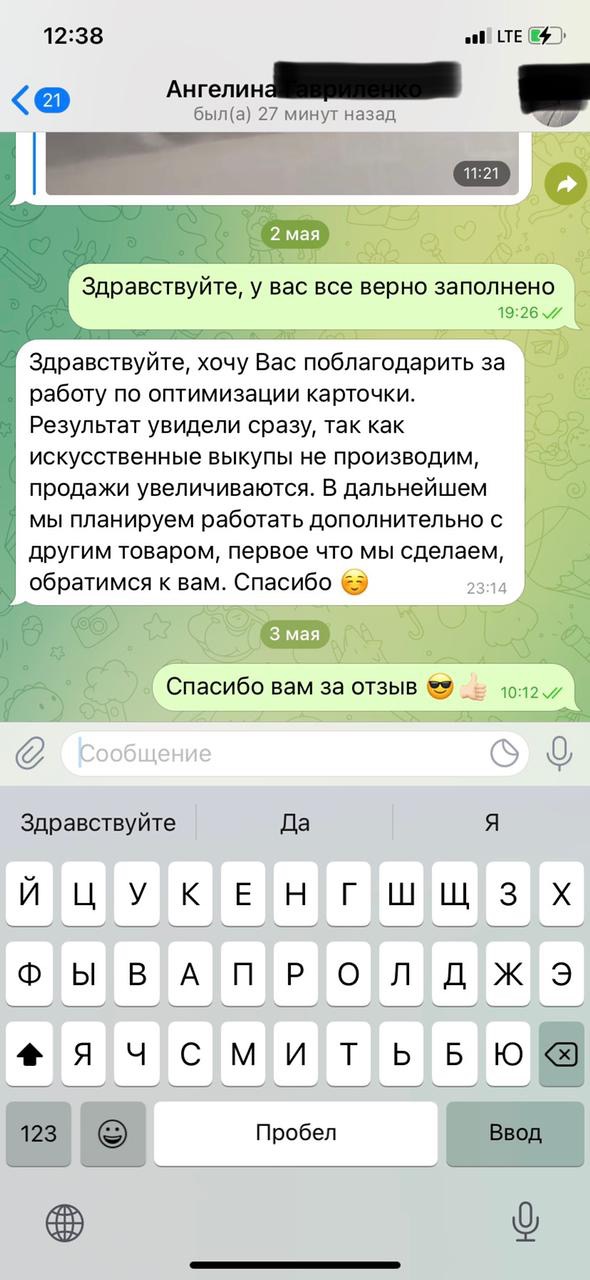 12:38
LTE
21
Ангелина
был(а) 27 минут назад
11:21
2 мая
Здравствуйте, у вас все верно заполнено
19:26
Здравствуйте, хочу Вас поблагодарить за
работу по оптимизации карточки.
Результат увидели сразу, так как
искусственные выкупы не производим,
продажи увеличиваются. В дальнейшем
мы планируем работать дополнительно с
другим товаром, первое что мы сделаем,
обратимся к вам. Спасибо ☺️
23:14
3 мая
Спасибо вам за отзыв 😎👍🏻
10:12
Сообщение
Здравствуйте Да Я
Й Ц У К Е Н Г Ш Щ З Х
Ф Ы В А П Р О Л Д Ж Э
Я Ч С М И Т Ь Б Ю
123 Пробел Ввод